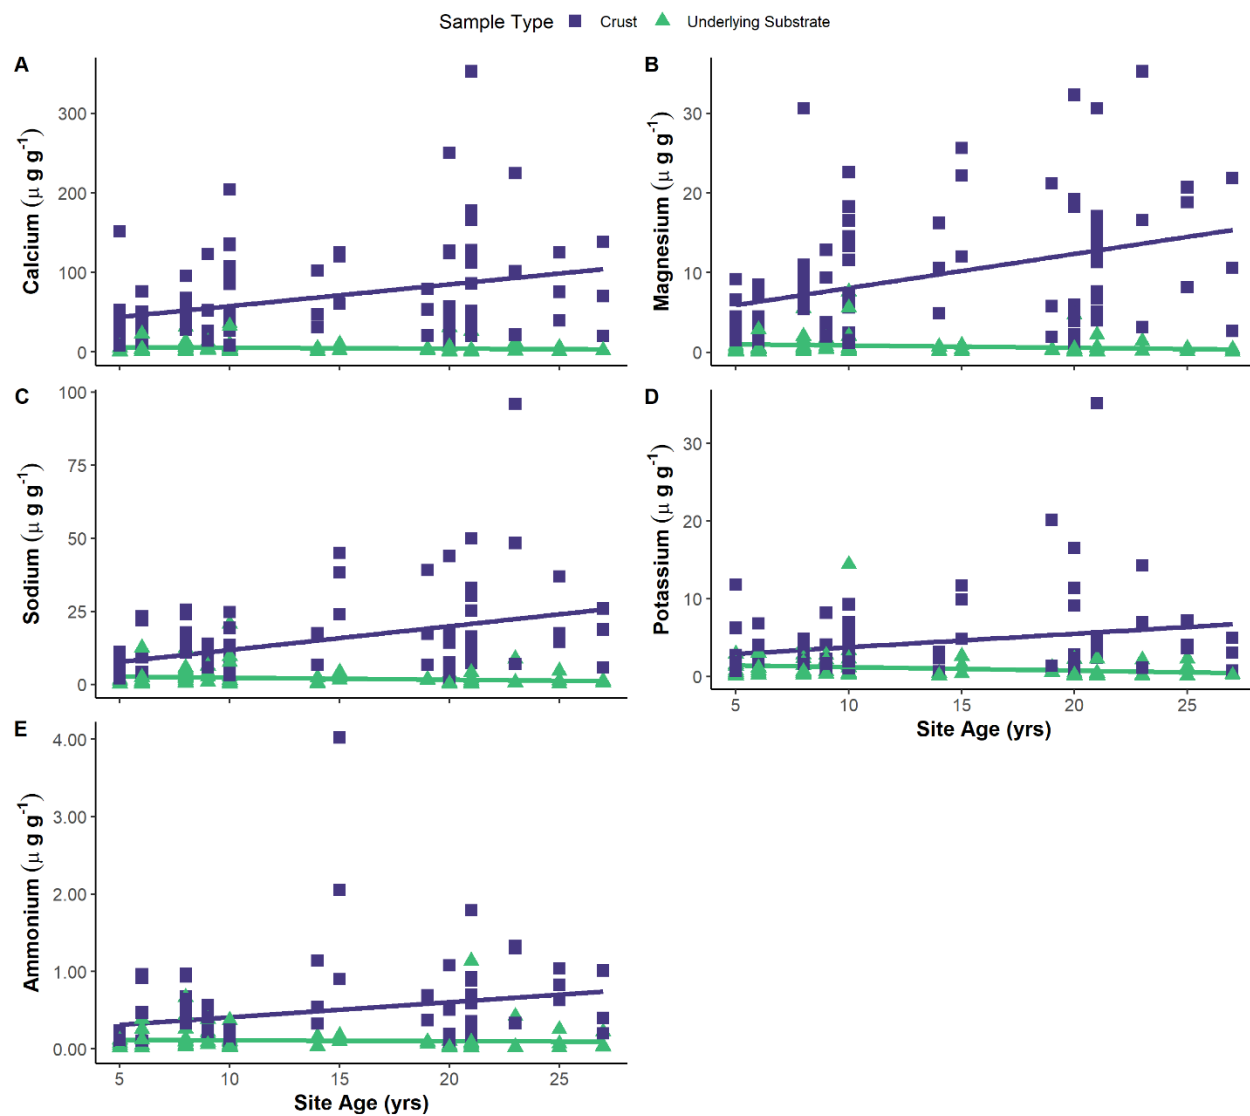 Sample Type Crust Underlying Substrate
A
Calcium (μ g g-1)
300
200
100
0
B
Magnesium (μ g g-1)
30
20
10
0
C
Sodium (μ g g-1)
100
75
50
25
0
D
Potassium (μ g g-1)
30
20
10
0
5 10 15 20 25
Site Age (yrs)
E
Ammonium (μ g g-1)
4.00
3.00
2.00
1.00
0.00
5 10 15 20 25
Site Age (yrs)